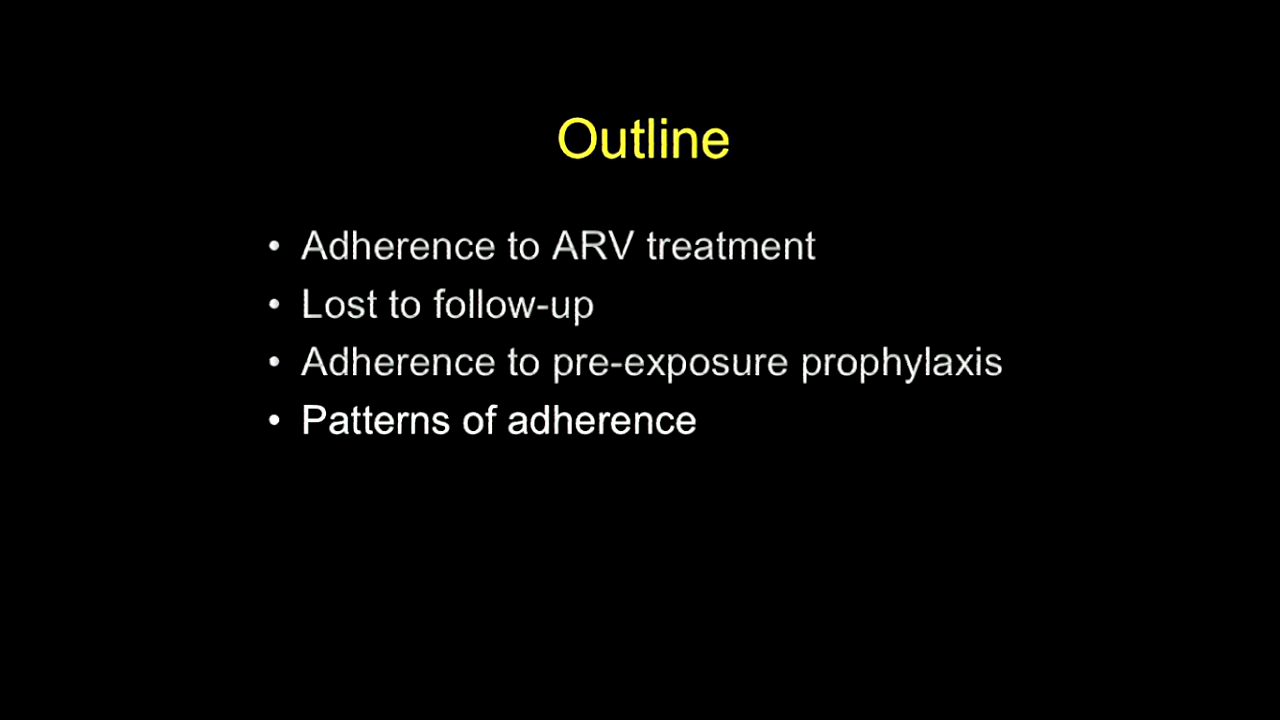 Outline
• Adherence to ARV treatment
• Lost to follow-up
• Adherence to pre-exposure prophylaxis
• Patterns of adherence